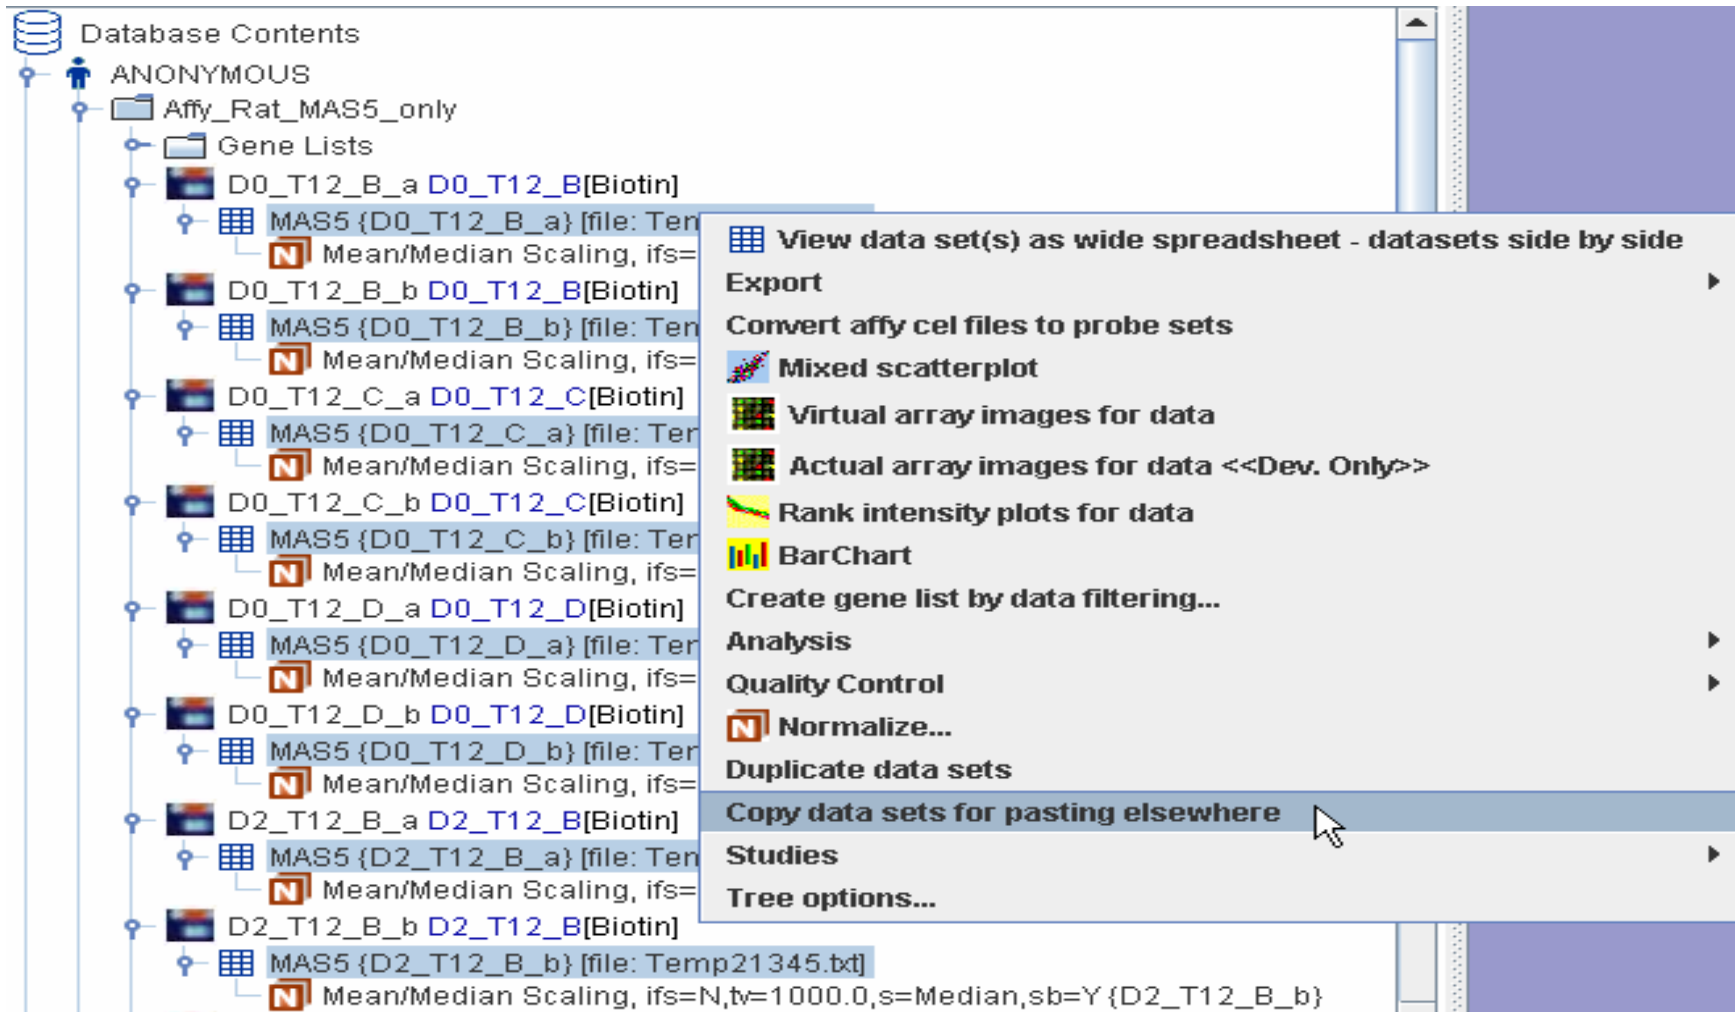 Database Contents
ANONYMOUS
Affy_Rat_MAS5_only
Gene Lists
D0_T12_B_a D0_T12_B[Biotin]
MAS5 {D0_T12_B_a} [file: Ten
Mean/Median Scaling, ifs=
D0_T12_B_b D0_T12_B[Biotin]
MAS5 {D0_T12_B_b} [file: Ten
Mean/Median Scaling, ifs=
D0_T12_C_a D0_T12_C[Biotin]
MAS5 {D0_T12_C_a} [file: Ter
Mean/Median Scaling, ifs=
D0_T12_C_b D0_T12_C[Biotin]
MAS5 {D0_T12_C_b} [file: Ter
Mean/Median Scaling, ifs=
D0_T12_D_a D0_T12_D[Biotin]
MAS5 {D0_T12_D_a} [file: Ter
Mean/Median Scaling, ifs=
D0_T12_D_b D0_T12_D[Biotin]
MAS5 {D0_T12_D_b} [file: Ter
Mean/Median Scaling, ifs=
D2_T12_B_a D2_T12_B[Biotin]
MAS5 {D2_T12_B_a} [file: Ten
Mean/Median Scaling, ifs=
D2_T12_B_b D2_T12_B[Biotin]
MAS5 {D2_T12_B_b} [file: Temp21345.txt]
Mean/Median Scaling, ifs=N,tv=1000.0,s=Median,sb=Y {D2_T12_B_b}
View data set(s) as wide spreadsheet - datasets side by side
Export
Convert affy cel files to probe sets
Mixed scatterplot
Virtual array images for data
Actual array images for data <<Dev. Only>>
Rank intensity plots for data
BarChart
Create gene list by data filtering...
Analysis
Quality Control
Normalize...
Duplicate data sets
Copy data sets for pasting elsewhere
Studies
Tree options...